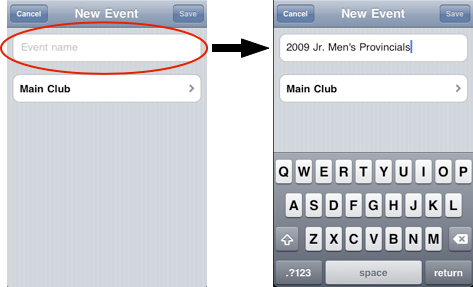 Cancel New Event Save
Event name
Main Club
Cancel New Event Save
2009 Jr. Men's Provincials
Main Club
Q W E R T Y U I O P
A S D F G H J K L
Z X C V B N M
.?123 space return